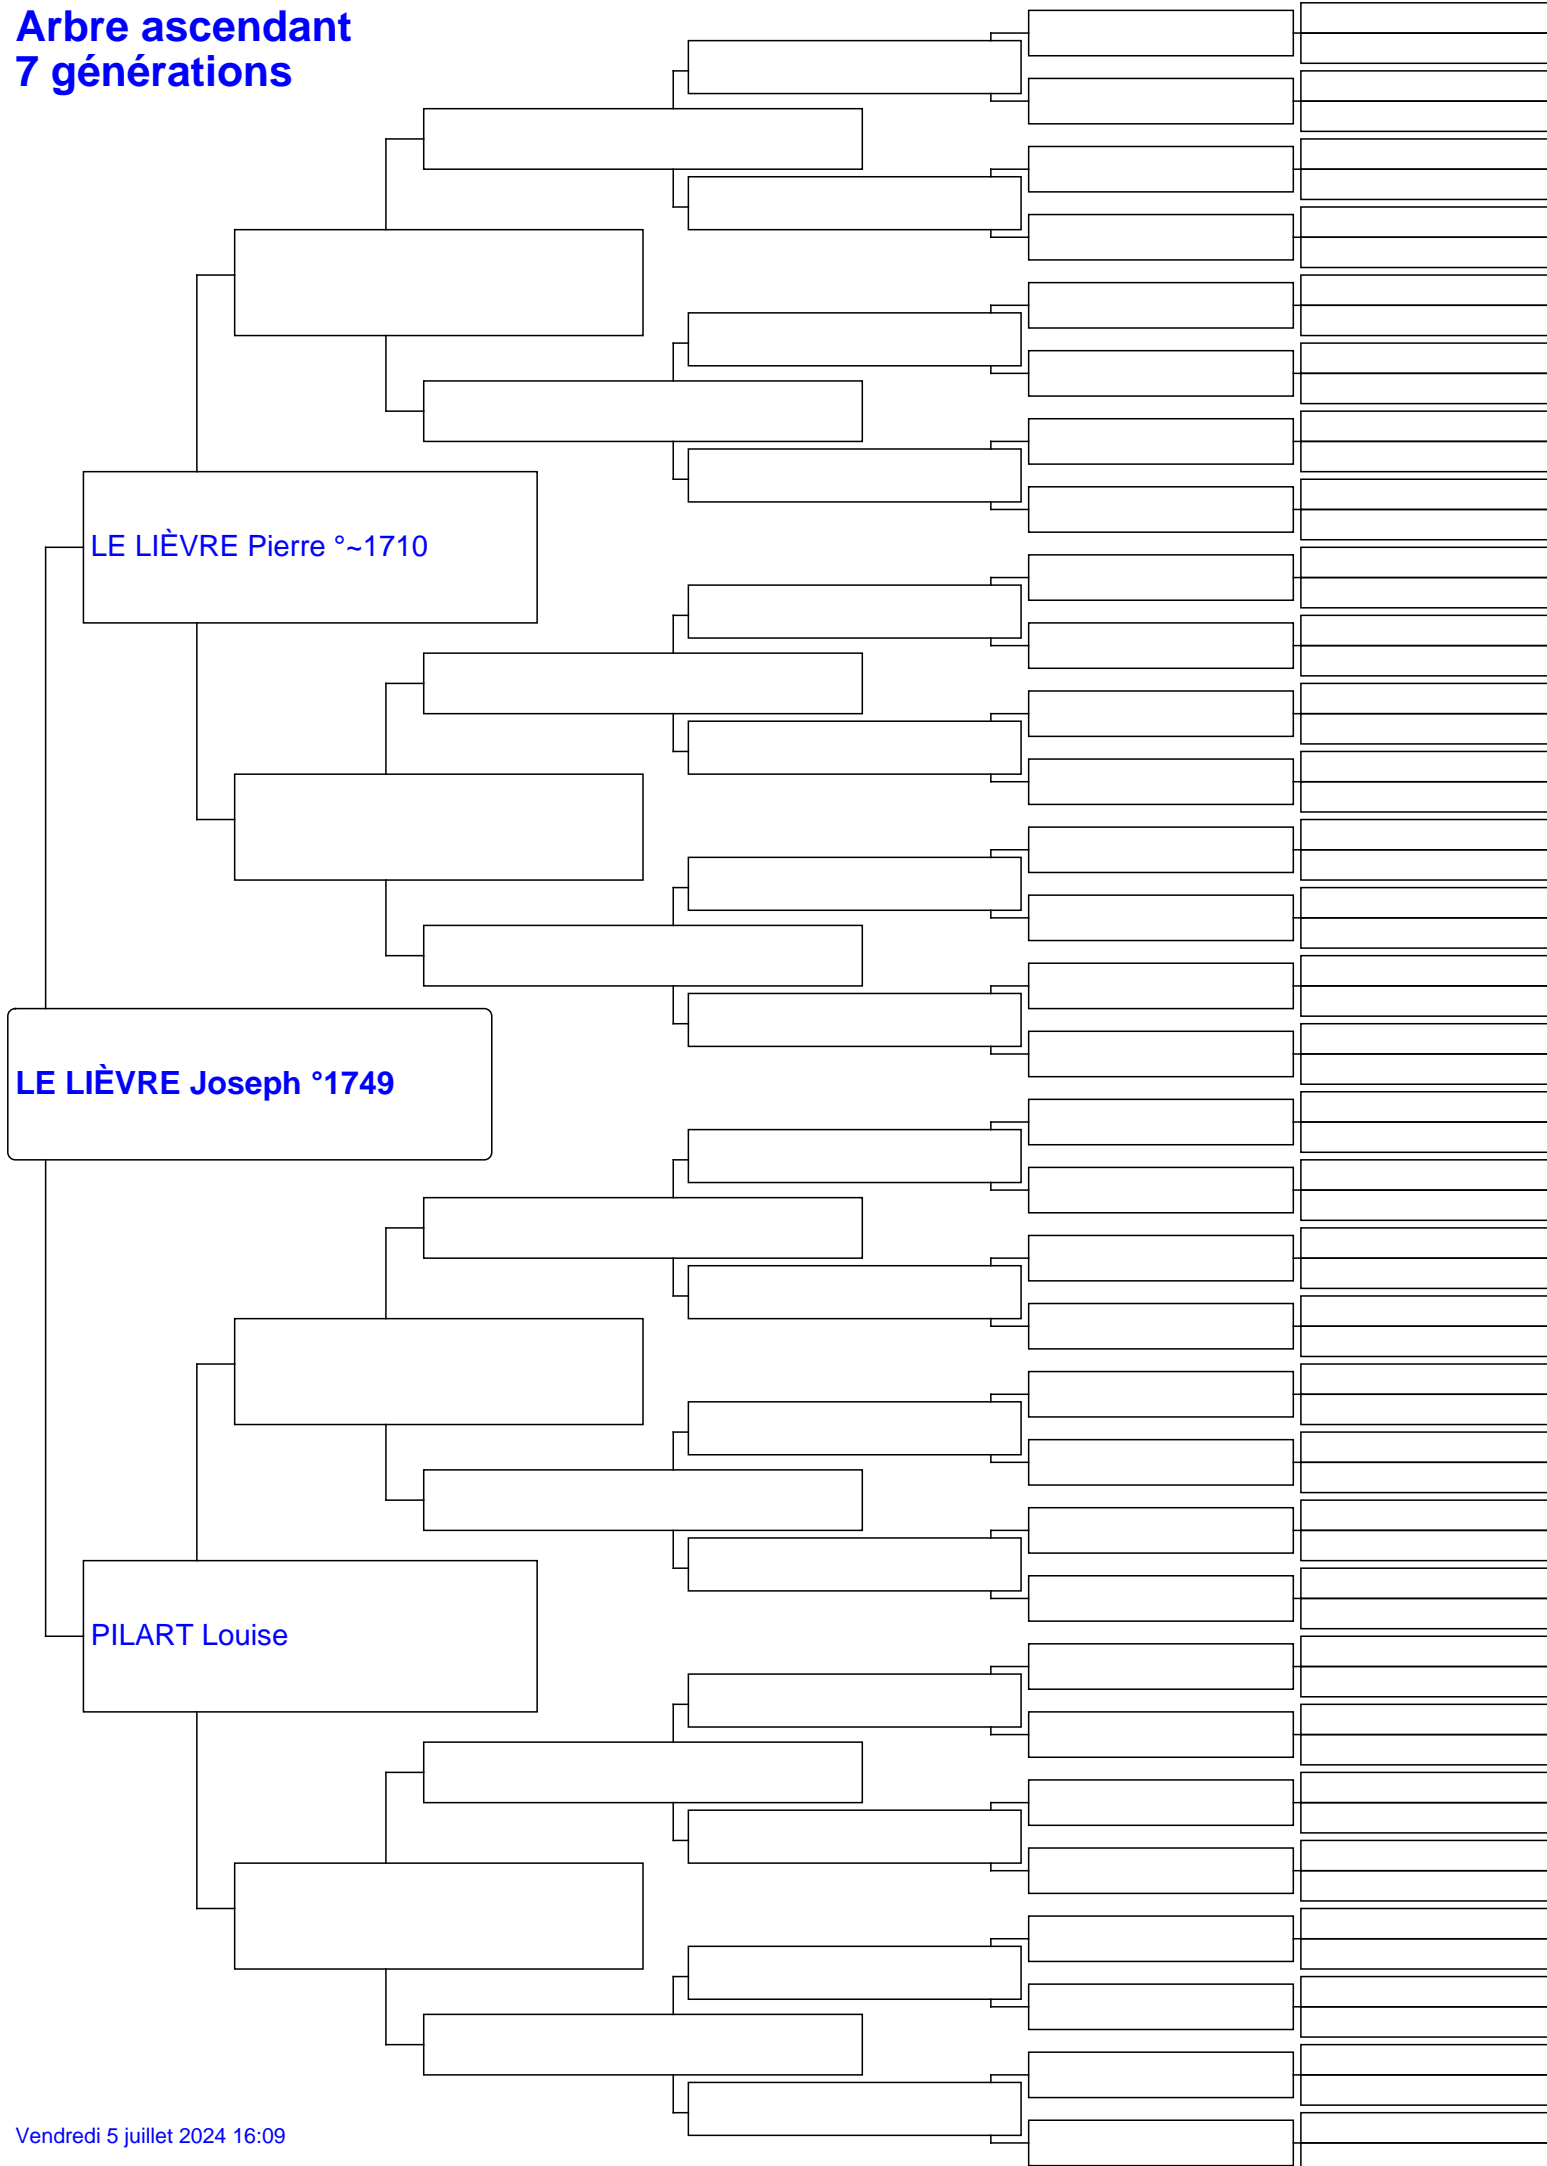 Arbre ascendant
7 générations
LE LIÈVRE Pierre °~1710
LE LIÈVRE Joseph °1749
PILART Louise
Vendredi 5 juillet 2024 16:09